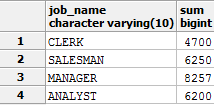 job_name sum
character varying(10) bigint
1 CLERK 4700
2 SALESMAN 6250
3 MANAGER 8257
4 ANALYST 6200